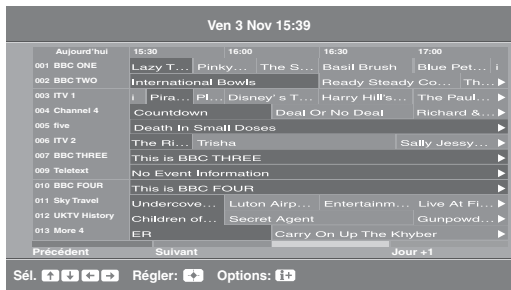 Ven 3 Nov 15:39
Aujourd'hui 15:30 16:00 16:30 17:00
001 BBC ONE Lazy T... Pinky... The S... Basil Brush Blue Pet... i
002 BBC TWO International Bowls Ready Steady Co... Th...
003 ITV 1 i Pira... Pl... Disney's T... Harry Hill's... The Paul...
004 Channel 4 Countdown Deal Or No Deal Richard &...
005 five Death In Small Doses
006 ITV 2 The Ri... Trisha Sally Jessy...
007 BBC THREE This is BBC THREE
009 Teletext No Event Information
010 BBC FOUR This is BBC FOUR
011 Sky Travel Undercove... Luton Airp... Entertainm... Live At Fi...
012 UKTV History Children of... Secret Agent Gunpowd...
013 More 4 ER Carry On Up The Khyber
Précédent Suivant Jour +1
Sél. Régler: Options: i+